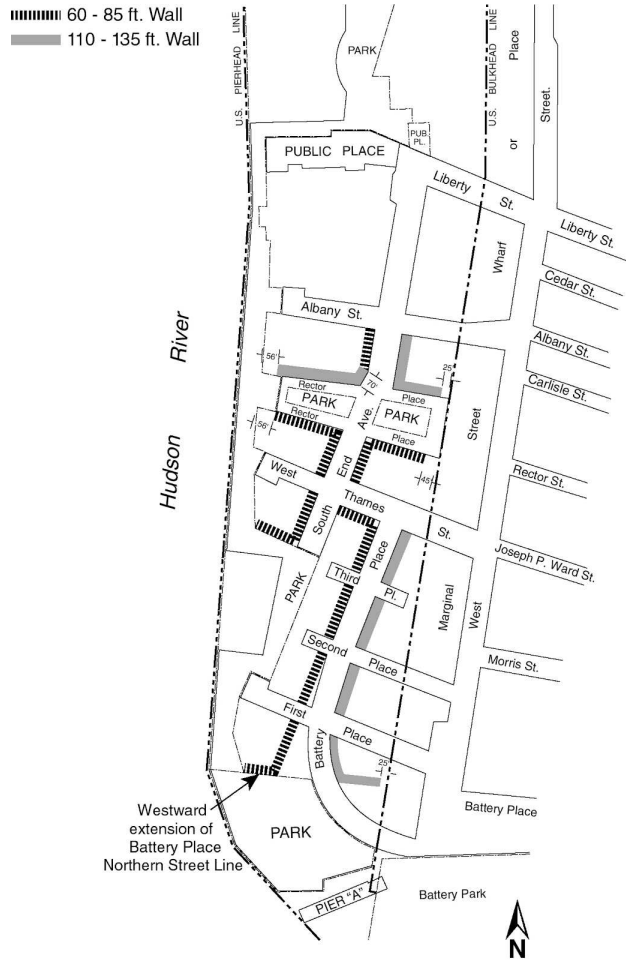 60 - 85 ft. Wall
110 - 135 ft. Wall
U.S. PIERHEAD LINE
PARK
U.S. BULKHEAD LINE
Place
or
Street.
PUB.
PL.
PUBLIC PLACE
Liberty
St.
Liberty St.
Wharf
Cedar St.
Albany St.
Albany St.
Carlisle St.
Hudson River
56'
70'
25'
Rector
Place
PARK
PARK
Ave.
Rector
Place
Street
56'
45'
End
West
Thames
St.
South
Rector St.
Joseph P. Ward St.
Place
Third
Pl.
PARK
Marginal
West
Second
Place
Morris St.
First
Place
Battery
25'
Battery Place
Westward
extension of
Battery Place
Northern Street Line
PARK
PIER "A"
Battery Park
N